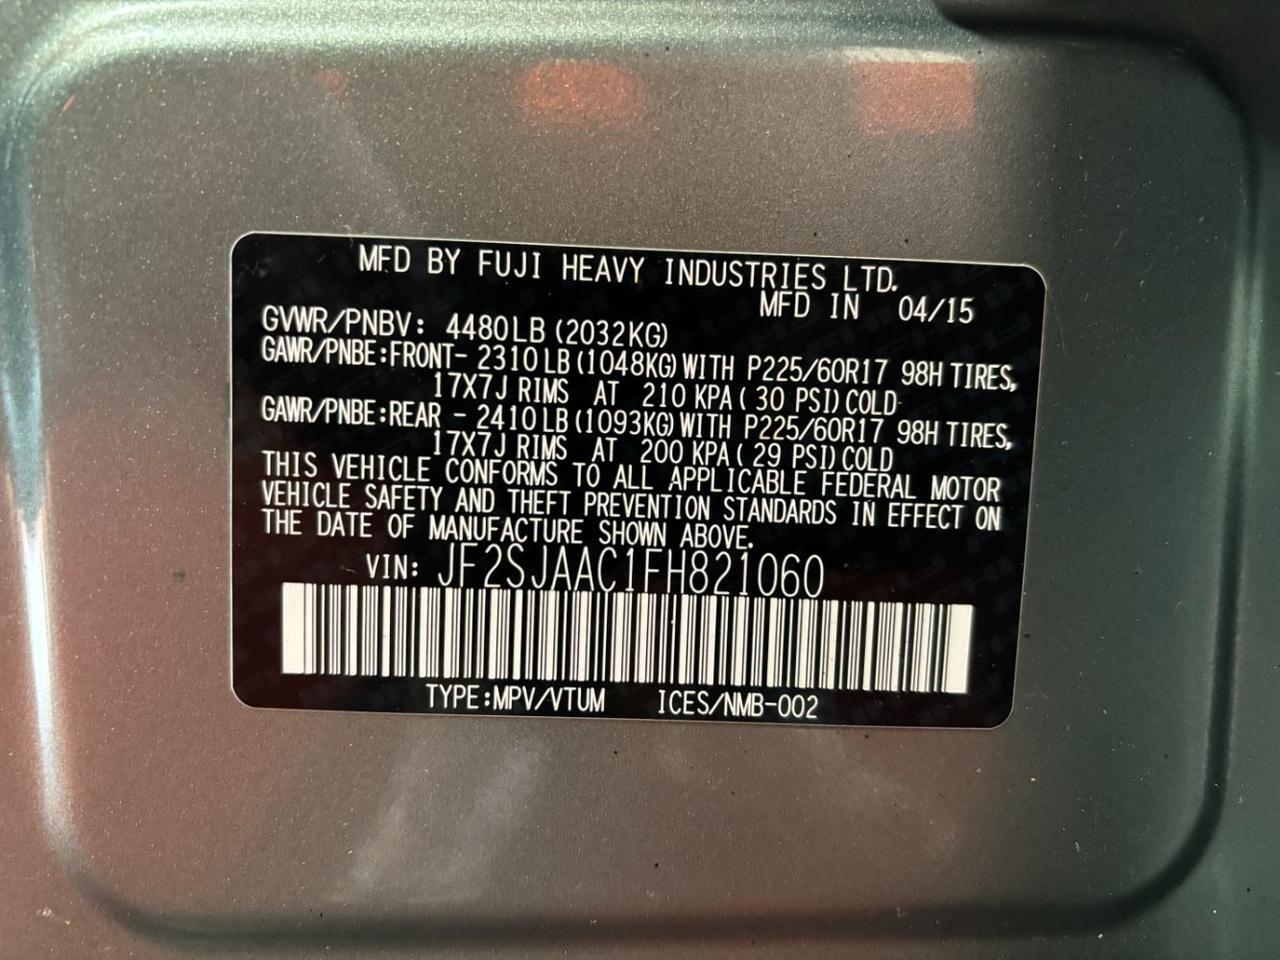 MFD BY FUJI HEAVY INDUSTRIES LTD.
MFD IN 04/15
GVWR/PNBV: 4480LB (2032KG)
GAWR/PNBE:FRONT- 2310LB (1048KG) WITH P225/60R17 98H TIRES,
17X7J RIMS AT 210 KPA ( 30 PSI) COLD
GAWR/PNBE:REAR - 2410LB (1093KG) WITH P225/60R17 98H TIRES,
17X7J RIMS AT 200 KPA ( 29 PSI) COLD
THIS VEHICLE CONFORMS TO ALL APPLICABLE FEDERAL MOTOR
VEHICLE SAFETY AND THEFT PREVENTION STANDARDS IN EFFECT ON
THE DATE OF MANUFACTURE SHOWN ABOVE.
VIN: JF2SJAAC1FH821060
TYPE:MPV/VTUM ICES/NMB-002